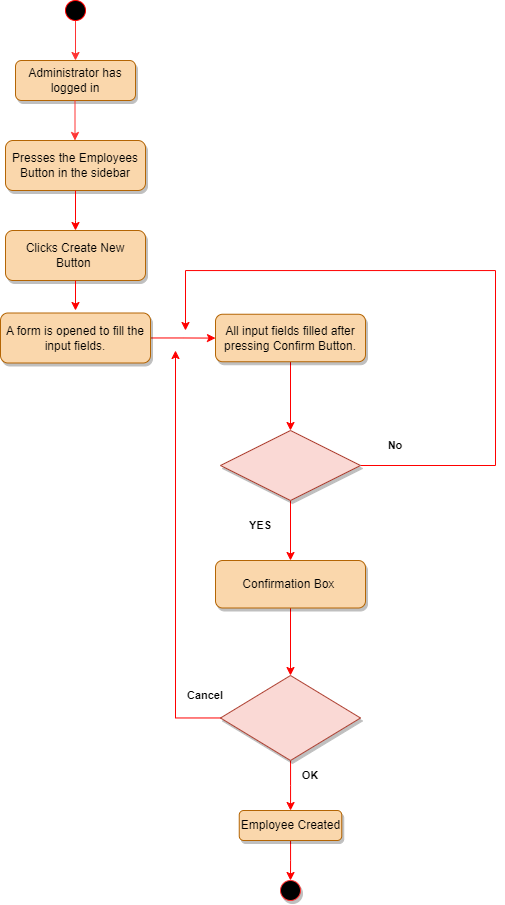 Administrator has
logged in
Presses the Employees
Button in the sidebar
Clicks Create New
Button
A form is opened to fill the
input fields.
All input fields filled after
pressing Confirm Button.
No
YES
Confirmation Box
Cancel
OK
Employee Created